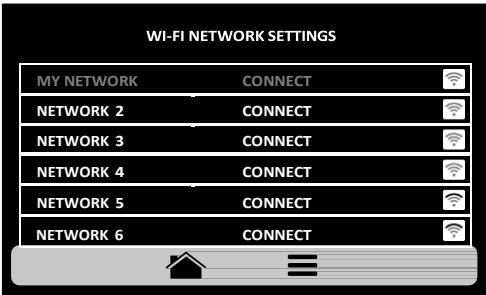 WI-FI NETWORK SETTINGS
MY NETWORK CONNECT
NETWORK 2 CONNECT
NETWORK 3 CONNECT
NETWORK 4 CONNECT
NETWORK 5 CONNECT
NETWORK 6 CONNECT